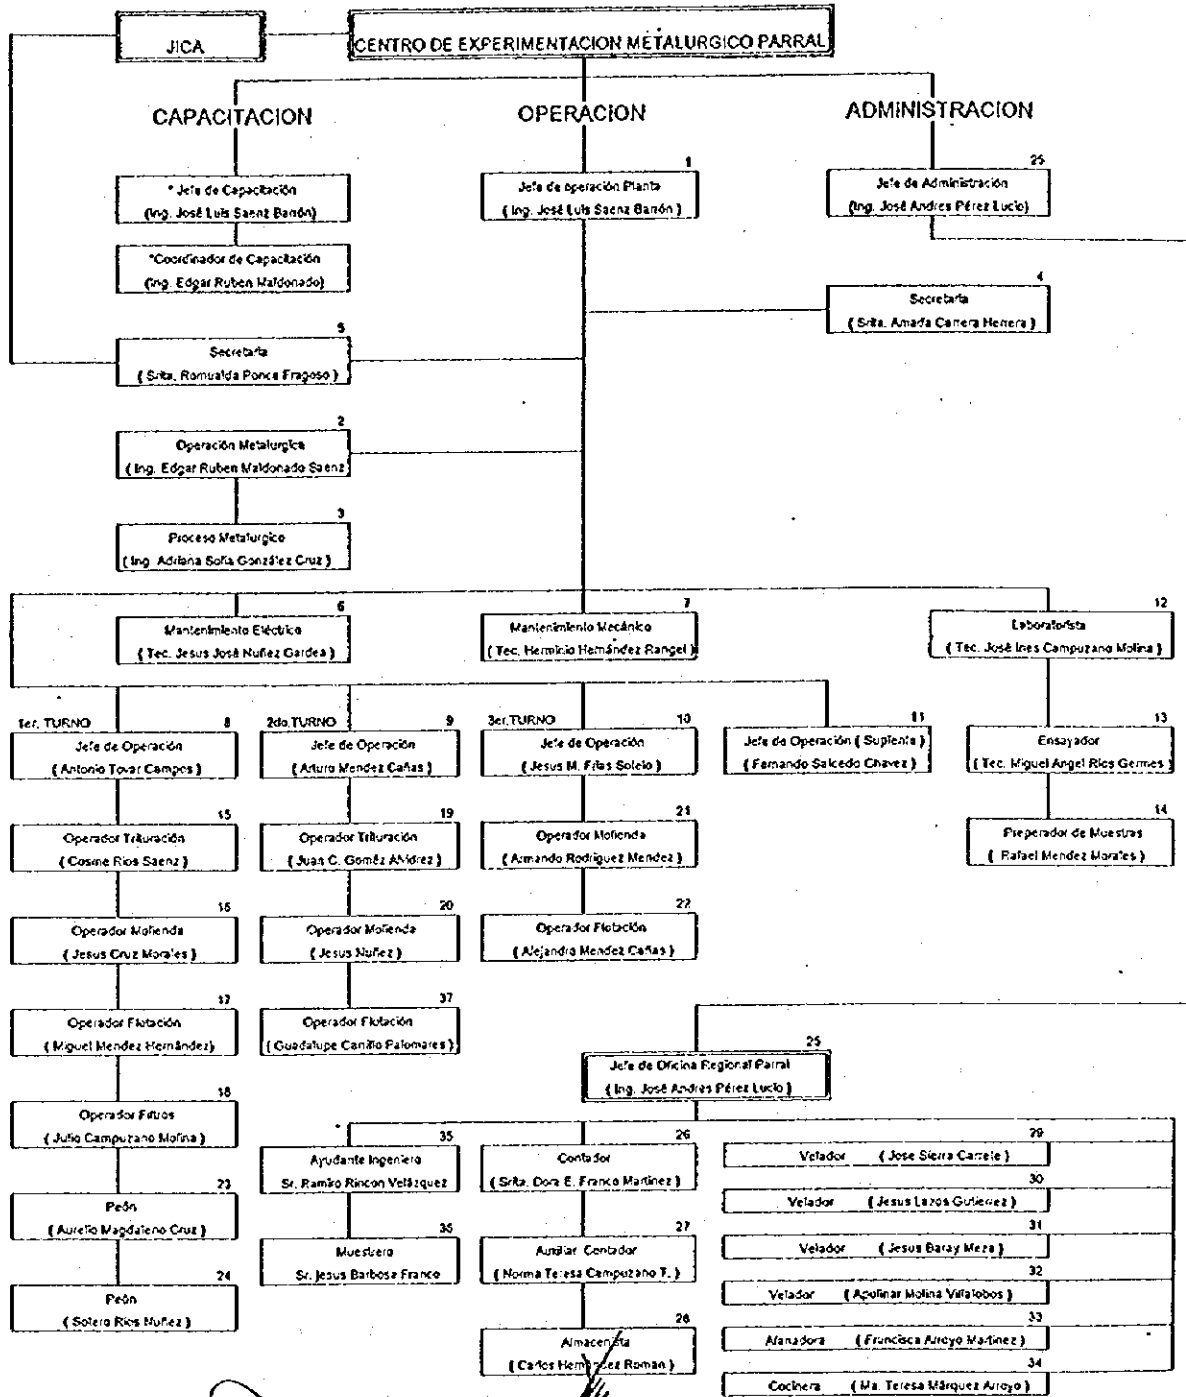 JICA
CENTRO DE EXPERIMENTACION METALURGICO PARRAL
CAPACITACION
OPERACION
ADMINISTRACION
* Jefe de Capacitación
(Ing. José Luis Saenz Barrón)
1
Jefe de operación Planta
( Ing. José Luis Saenz Barrón )
25
Jefe de Administración
(Ing. José Andres Pérez Lucio)
*Coordinador de Capacitación
(Ing. Edgar Ruben Maldonado)
4
Secretaria
( Srita. Amada Carrera Herrera )
5
Secretaria
( Srita. Romualda Ponce Fragoso )
2
Operación Metalurgica
( Ing. Edgar Ruben Maldonado Saenz
3
Proceso Metalurgico
( Ing. Adriana Sofía González Cruz )
6
Mantenimiento Eléctrico
( Tec. Jesus José Nuñez Gardea )
7
Mantenimiento Mecánico
( Tec. Herminio Hernández Rangel )
12
Laboratorista
( Tec. José Ines Campuzano Molina )
1er. TURNO 8
Jefe de Operación
( Antonio Tovar Campos )
2do.TURNO 9
Jefe de Operación
( Arturo Mendez Cañas )
3er.TURNO 10
Jefe de Operación
( Jesus M. Frias Sotelo )
11
Jefe de Operación ( Suplente )
( Fernando Salcedo Chavez )
13
Ensayador
( Tec. Miguel Angel Rios Germes )
15
Operador Trituración
( Cosme Rios Saenz )
19
Operador Trituración
( Juan C. Goméz Alvidrez )
21
Operador Molienda
( Armando Rodriguez Mendez )
14
Preperador de Muestras
( Rafael Mendez Morales )
16
Operador Molienda
( Jesus Cruz Morales )
20
Operador Molienda
( Jesus Nuñez )
22
Operador Flotación
( Alejandro Mendez Cañas )
17
Operador Flotación
( Miguel Mendez Hernández)
37
Operador Flotación
( Guadalupe Carrillo Palomares )
25
Jefe de Oficina Regional Parral
( Ing. José Andres Pérez Lucio )
18
Operador Filtros
( Julio Campuzano Molina )
35
Ayudante Ingeniero
Sr. Ramiro Rincon Velázquez
26
Contador
( Srita. Dora E. Franco Martinez )
29
Velador ( Jose Sierra Carrete )
30
Velador ( Jesus Lazos Gutierrez )
23
Peón
( Aurelio Magdaleno Cruz )
36
Muestrero
Sr. Jesus Barbosa Franco
27
Auxiliar Contador
( Norma Teresa Campuzano T. )
31
Velador ( Jesus Baray Meza )
32
Velador ( Apolinar Molina Villalobos )
24
Peón
( Sotero Rios Nuñez )
28
Almacenista
( Carlos Hernández Roman )
33
Afanadora ( Francisca Arroyo Martinez )
34
Cocinera ( Ma. Teresa Márquez Arroyo )